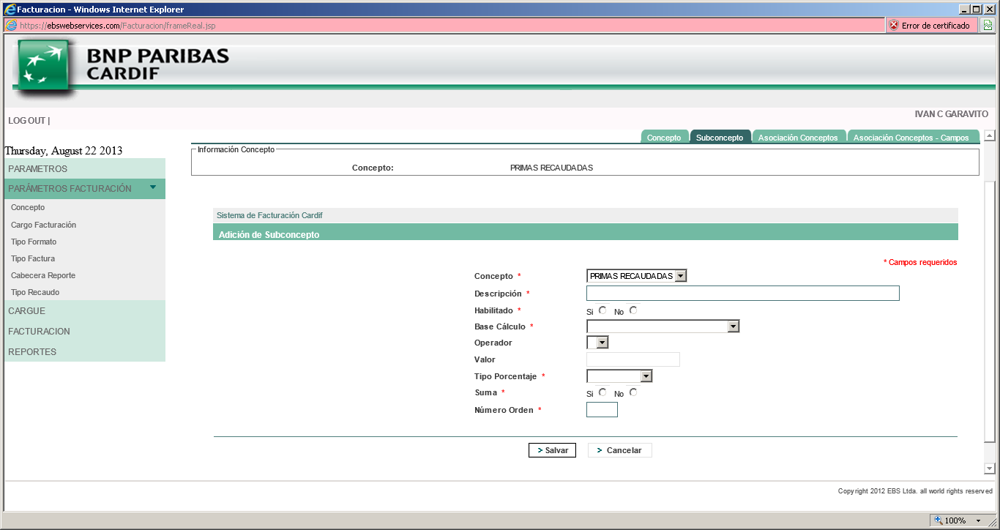 Facturacion - Windows Internet Explorer
https://ebswebservices.com/Facturacion/frameReal.jsp
Error de certificado
BNP PARIBAS
CARDIF
LOG OUT |
IVAN C GARAVITO
Concepto
Subconcepto
Asociación Conceptos
Asociación Conceptos - Campos
Thursday, August 22 2013
PARAMETROS
PARÁMETROS FACTURACIÓN
Concepto
Cargo Facturación
Tipo Formato
Tipo Factura
Cabecera Reporte
Tipo Recaudo
CARGUE
FACTURACION
REPORTES
Información Concepto
Concepto: PRIMAS RECAUDADAS
Sistema de Facturación Cardif
Adición de Subconcepto
* Campos requeridos
Concepto * PRIMAS RECAUDADAS
Descripción *
Habilitado * Si No
Base Cálculo *
Operador
Valor
Tipo Porcentaje *
Suma * Si No
Número Orden *
> Salvar
> Cancelar
Copyright 2012 EBS Ltda. all world rights reserved
100%